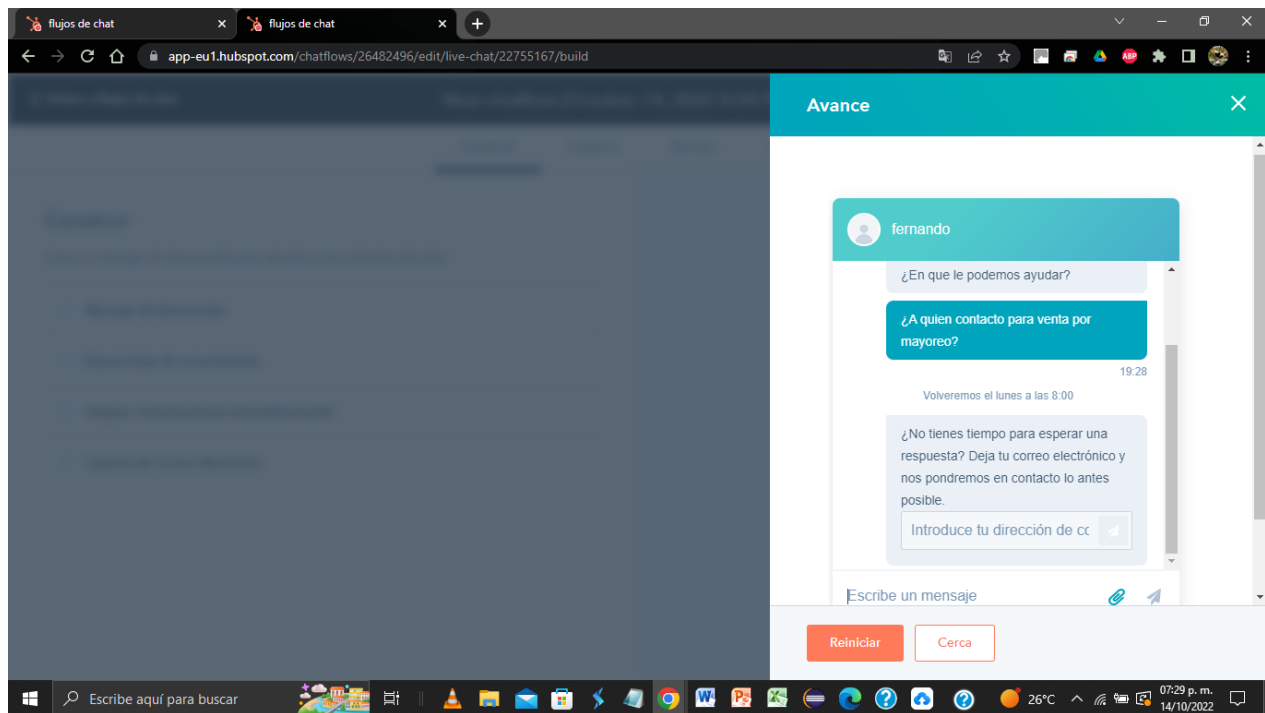 flujos de chat
flujos de chat
app-eu1.hubspot.com/chatflows/26482496/edit/live-chat/22755167/build
ABP
Avance
fernando
¿En que le podemos ayudar?
¿A quien contacto para venta por
mayoreo?
19:28
Volveremos el lunes a las 8:00
¿No tienes tiempo para esperar una
respuesta? Deja tu correo electrónico y
nos pondremos en contacto lo antes
posible.
Introduce tu dirección de cc
Escribe un mensaje
Reiniciar
Cerca
Escribe aquí para buscar
26°C
07:29 p. m.
14/10/2022